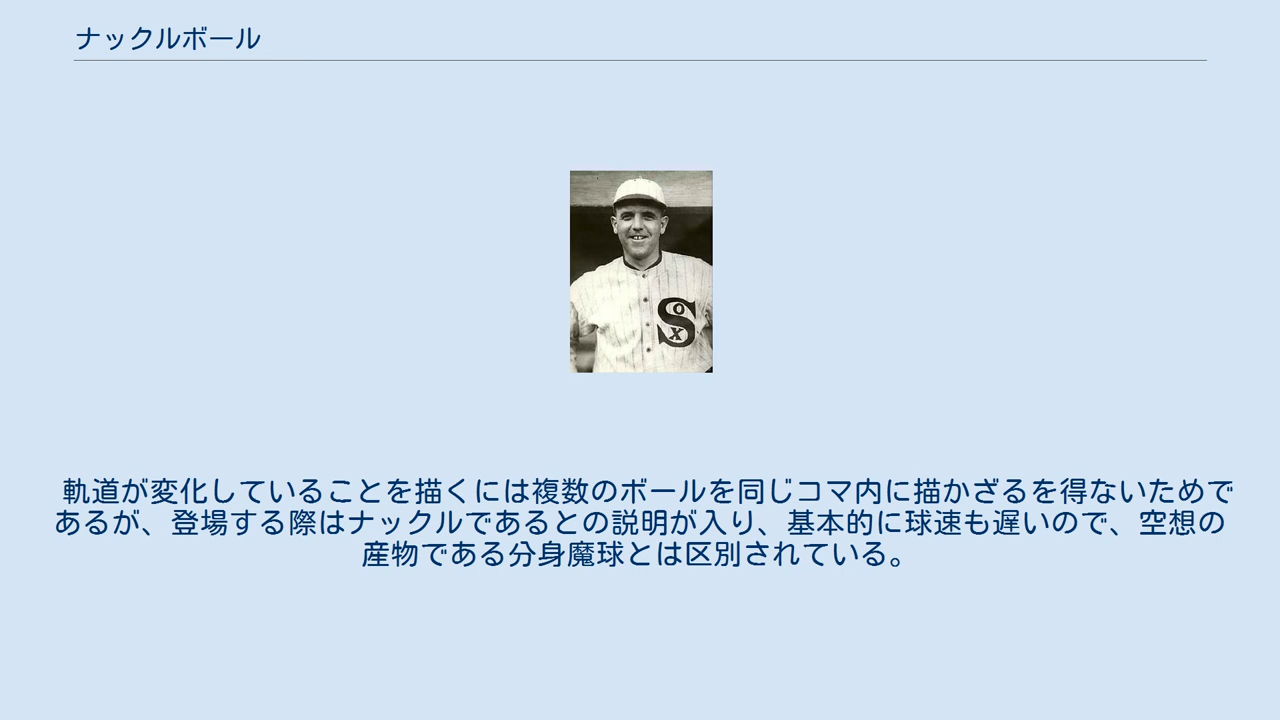 ナックルボール
SOX
軌道が変化していることを描くには複数のボールを同じコマ内に描かざるを得ないためで
あるが、登場する際はナックルであるとの説明が入り、基本的に球速も遅いので、空想の
産物である分身魔球とは区別されている。